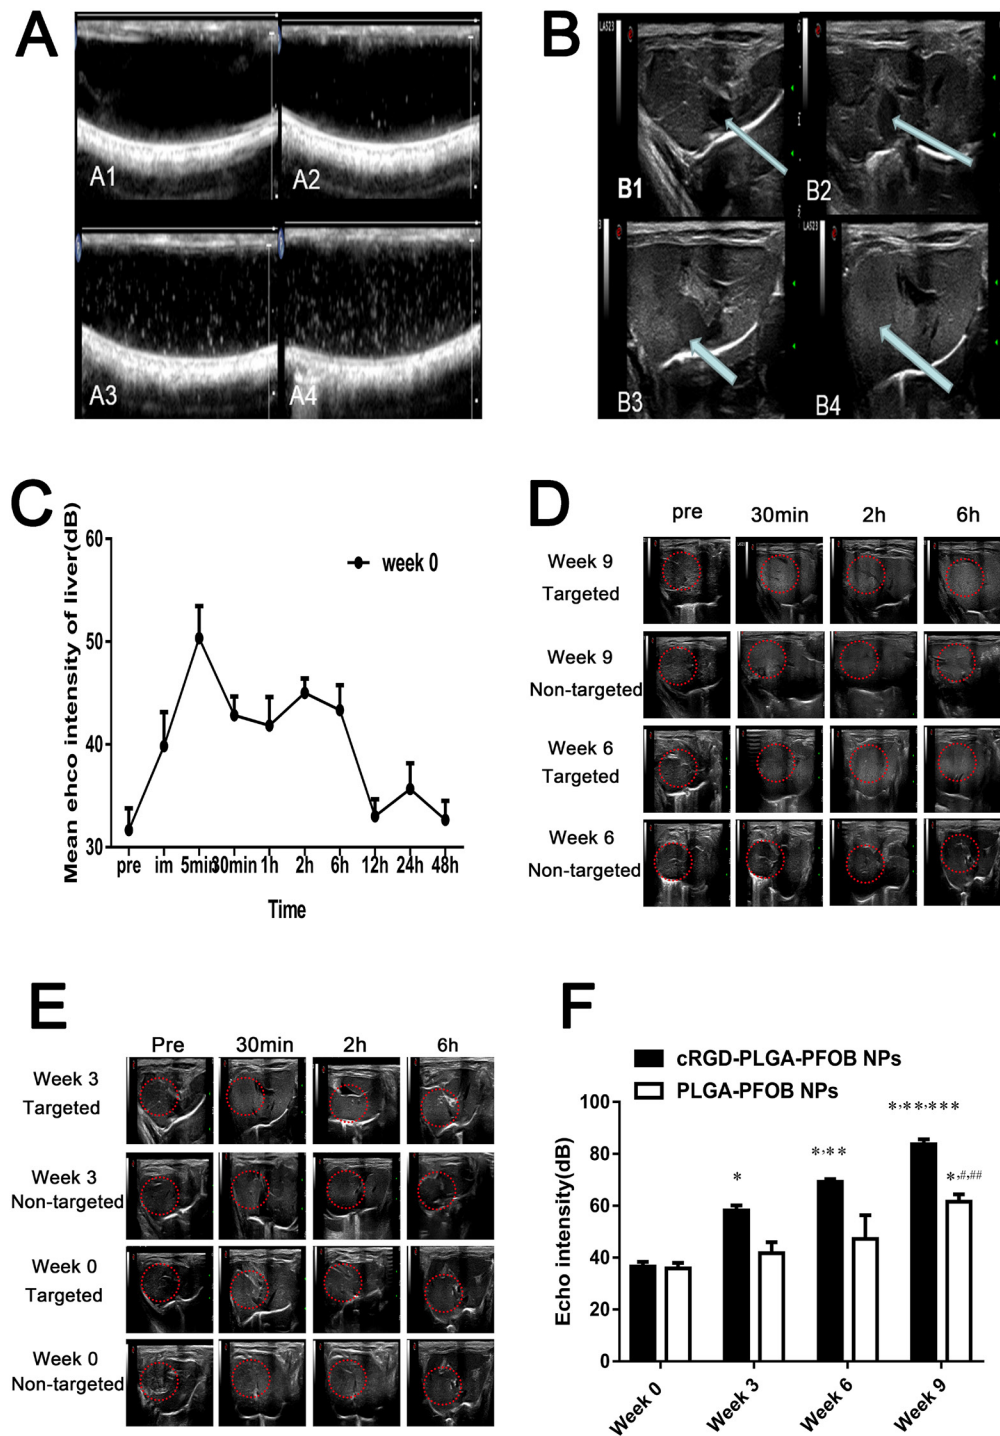 A
B
A1
A2
A3
A4
LA523
B1
B2
B3
LA523
B4
C
Mean ehco intensity of liver(dB)
60
50
40
30
week 0
pre im 5min 30min 1h 2h 6h 12h 24h 48h
Time
D
pre 30min 2h 6h
Week 9
Targeted
Week 9
Non-targeted
Week 6
Targeted
Week 6
Non-targeted
E
Pre 30min 2h 6h
Week 3
Targeted
Week 3
Non-targeted
Week 0
Targeted
Week 0
Non-targeted
F
cRGD-PLGA-PFOB NPs
PLGA-PFOB NPs
Echo intensity(dB)
100
80
60
40
20
0
*
*,**
*,**,***
*,#,##
Week 0 Week 3 Week 6 Week 9